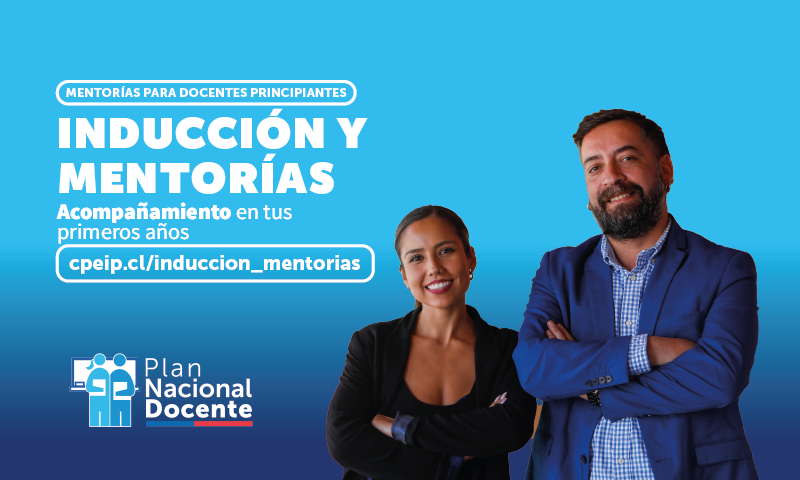 MENTORÍAS PARA DOCENTES PRINCIPIANTES
INDUCCIÓN Y
MENTORÍAS
Acompañamiento en tus
primeros años
cpeip.cl/induccion_mentorias
Plan
Nacional
Docente